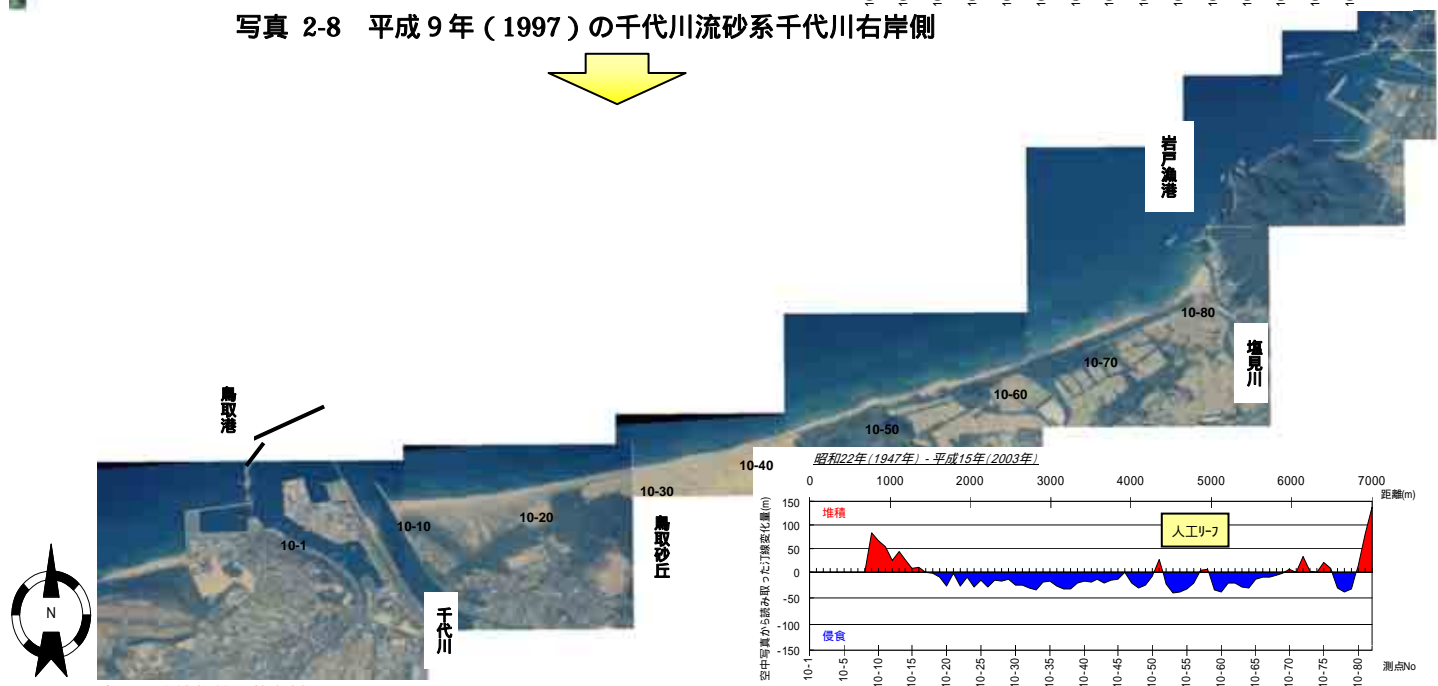 写真 2-8 平成９年（1997）の千代川流砂系千代川右岸側
岩戸漁港
10-80
塩見川
10-70
10-60
10-50
10-40
鳥取港
10-30
10-20
10-10
10-1
鳥取砂丘
千代川
N
昭和22年(1947年) - 平成15年(2003年)
0 1000 2000 3000 4000 5000 6000 7000
距離(m)
空中写真から読み取った汀線変化量(m)
150
100
50
0
-50
-100
-150
堆積
人工ﾘｰﾌ
侵食
10-1 10-5 10-10 10-15 10-20 10-25 10-30 10-35 10-40 10-45 10-50 10-55 10-60 10-65 10-70 10-75 10-80
測点No